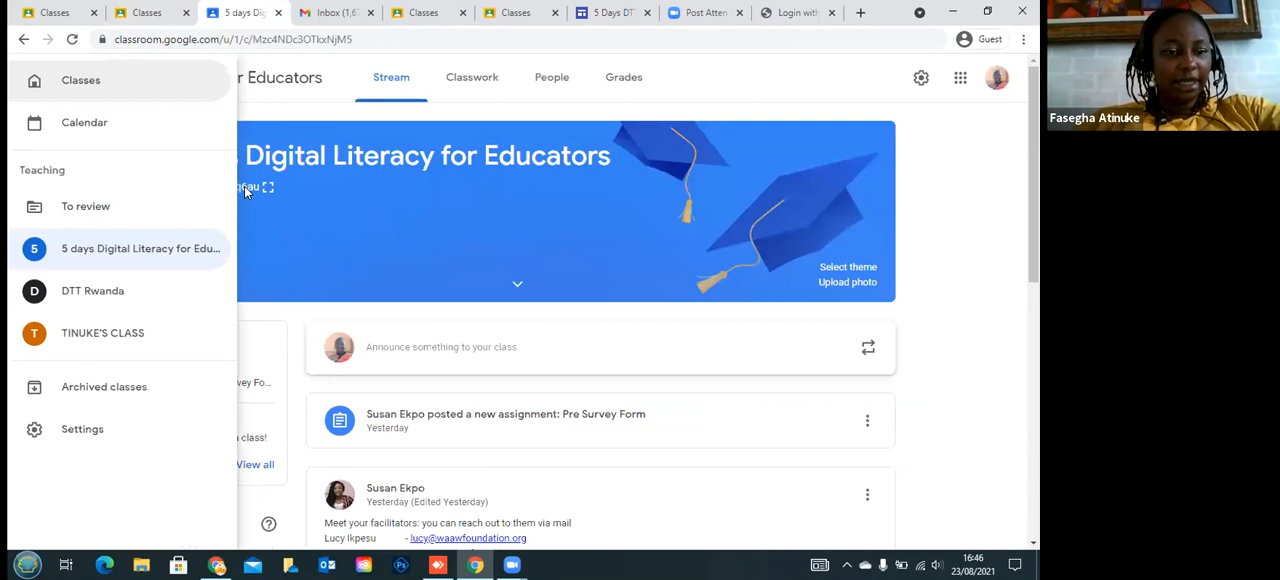 Classes
Classes
5 days Dig
Inbox (1,6
Classes
Classes
5 Days DT
Post Atten
Login with
classroom.google.com/u/1/c/Mzc4NDc3OTkxNjM5
Guest
Classes
r Educators
Stream
Classwork
People
Grades
Calendar
Teaching
To review
5
5 days Digital Literacy for Edu...
D
DTT Rwanda
T
TINUKE'S CLASS
Archived classes
Settings
Digital Literacy for Educators
Select theme
Upload photo
Announce something to your class
vey Fo...
a class!
View all
Susan Ekpo posted a new assignment: Pre Survey Form
Yesterday
Susan Ekpo
Yesterday (Edited Yesterday)
Meet your facilitators: you can reach out to them via mail
Lucy Ikpesu - lucy@waawfoundation.org
16:46
23/08/2021
Fasegha Atinuke